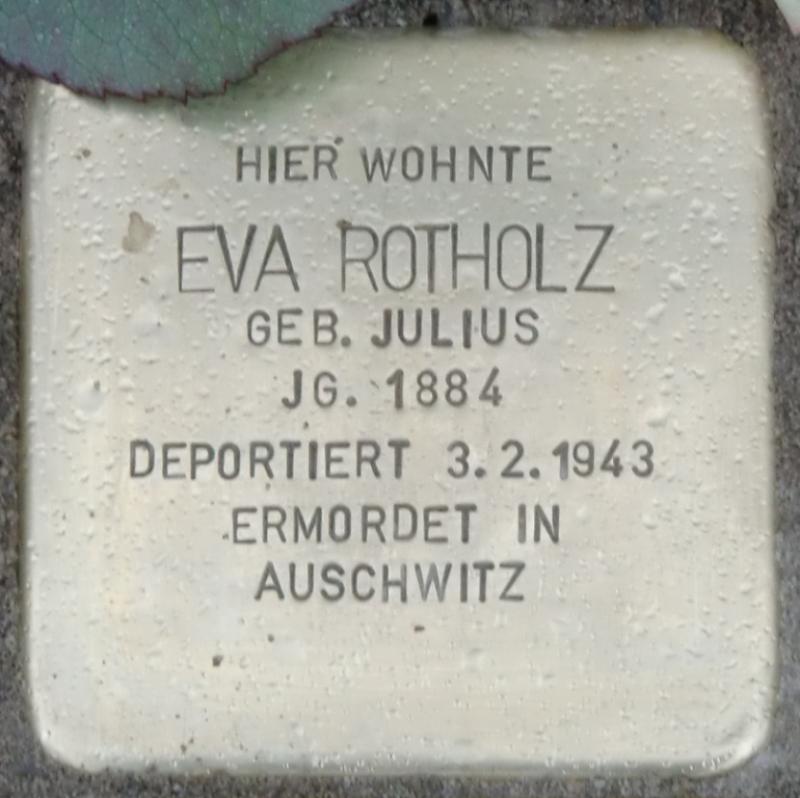 HIER WOHNTE
EVA ROTHOLZ
GEB. JULIUS
JG. 1884
DEPORTIERT 3.2.1943
ERMORDET IN
AUSCHWITZ